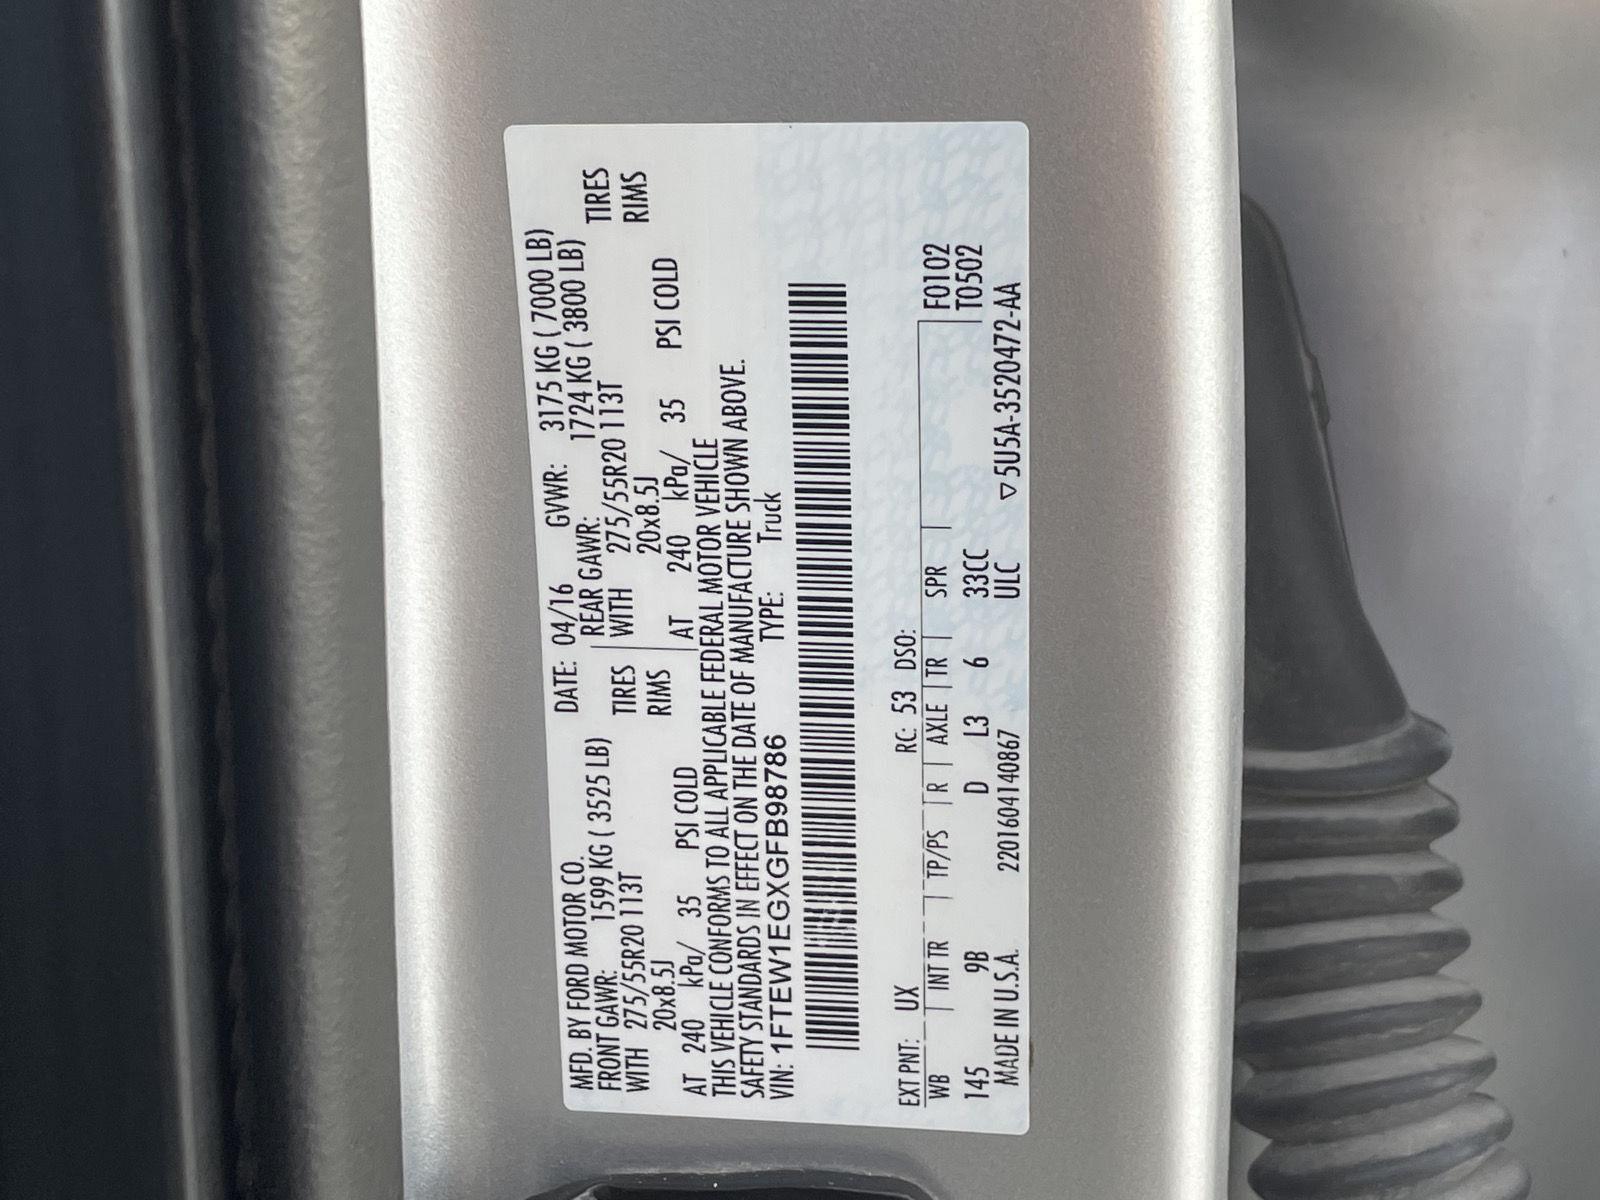 MFD. BY FORD MOTOR CO.
DATE: 04/16 GVWR: 3175 KG ( 7000 LB)
FRONT GAWR: 1599 KG ( 3525 LB) REAR GAWR: 1724 KG ( 3800 LB)
WITH 275/55R20 113T TIRES WITH 275/55R20 113T TIRES
20x8.5J RIMS 20x8.5J RIMS
AT 240 kPa/ 35 PSI COLD AT 240 kPa/ 35 PSI COLD
THIS VEHICLE CONFORMS TO ALL APPLICABLE FEDERAL MOTOR VEHICLE
SAFETY STANDARDS IN EFFECT ON THE DATE OF MANUFACTURE SHOWN ABOVE.
VIN: 1FTEW1EGXGFB98786 TYPE: Truck
EXT PNT: UX RC: 53 DSO: F0102
WB INT TR TP/PS R AXLE TR SPR T0502
145 9B D L3 6 33CC
MADE IN U.S.A. 220160414​0867 ULC ▽5U5A-3520472-AA